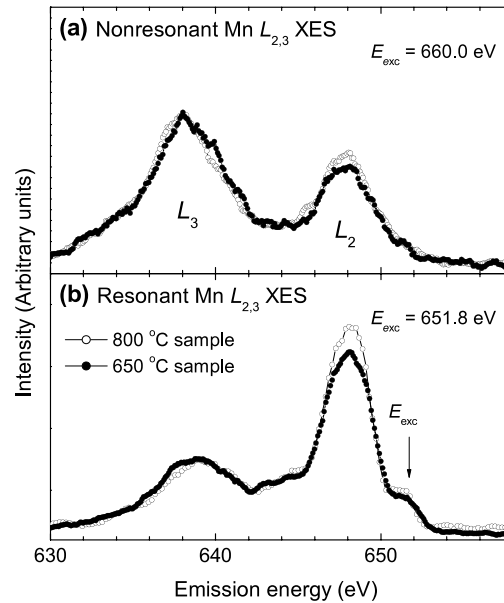 (a) Nonresonant Mn L2,3 XES
Eexc = 660.0 eV
L3
L2
(b) Resonant Mn L2,3 XES
Eexc = 651.8 eV
800 °C sample
650 °C sample
Eexc
Intensity (Arbitrary units)
630 640 650
Emission energy (eV)